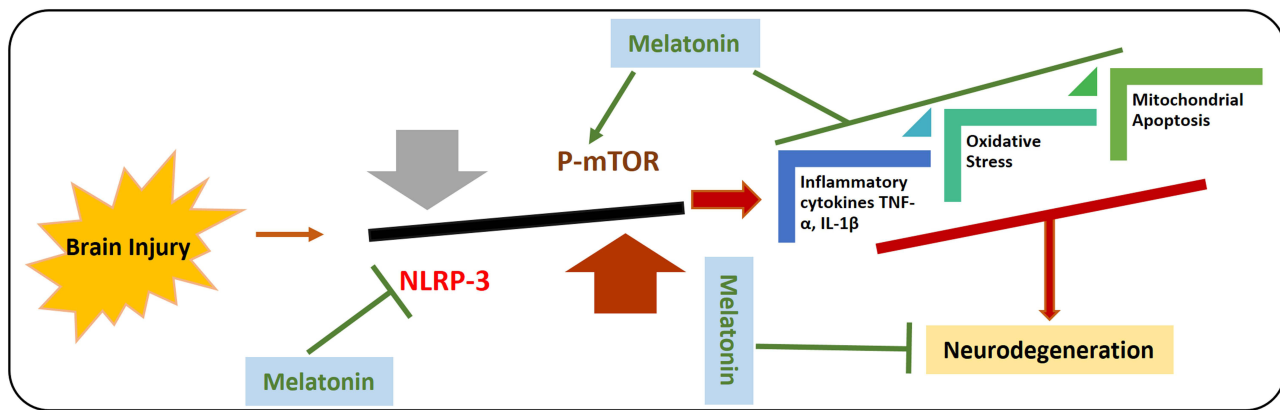 Melatonin
P-mTOR
Brain Injury
NLRP-3
Melatonin
Inflammatory
cytokines TNF-
α, IL-1β
Oxidative
Stress
Mitochondrial
Apoptosis
Melatonin
Neurodegeneration